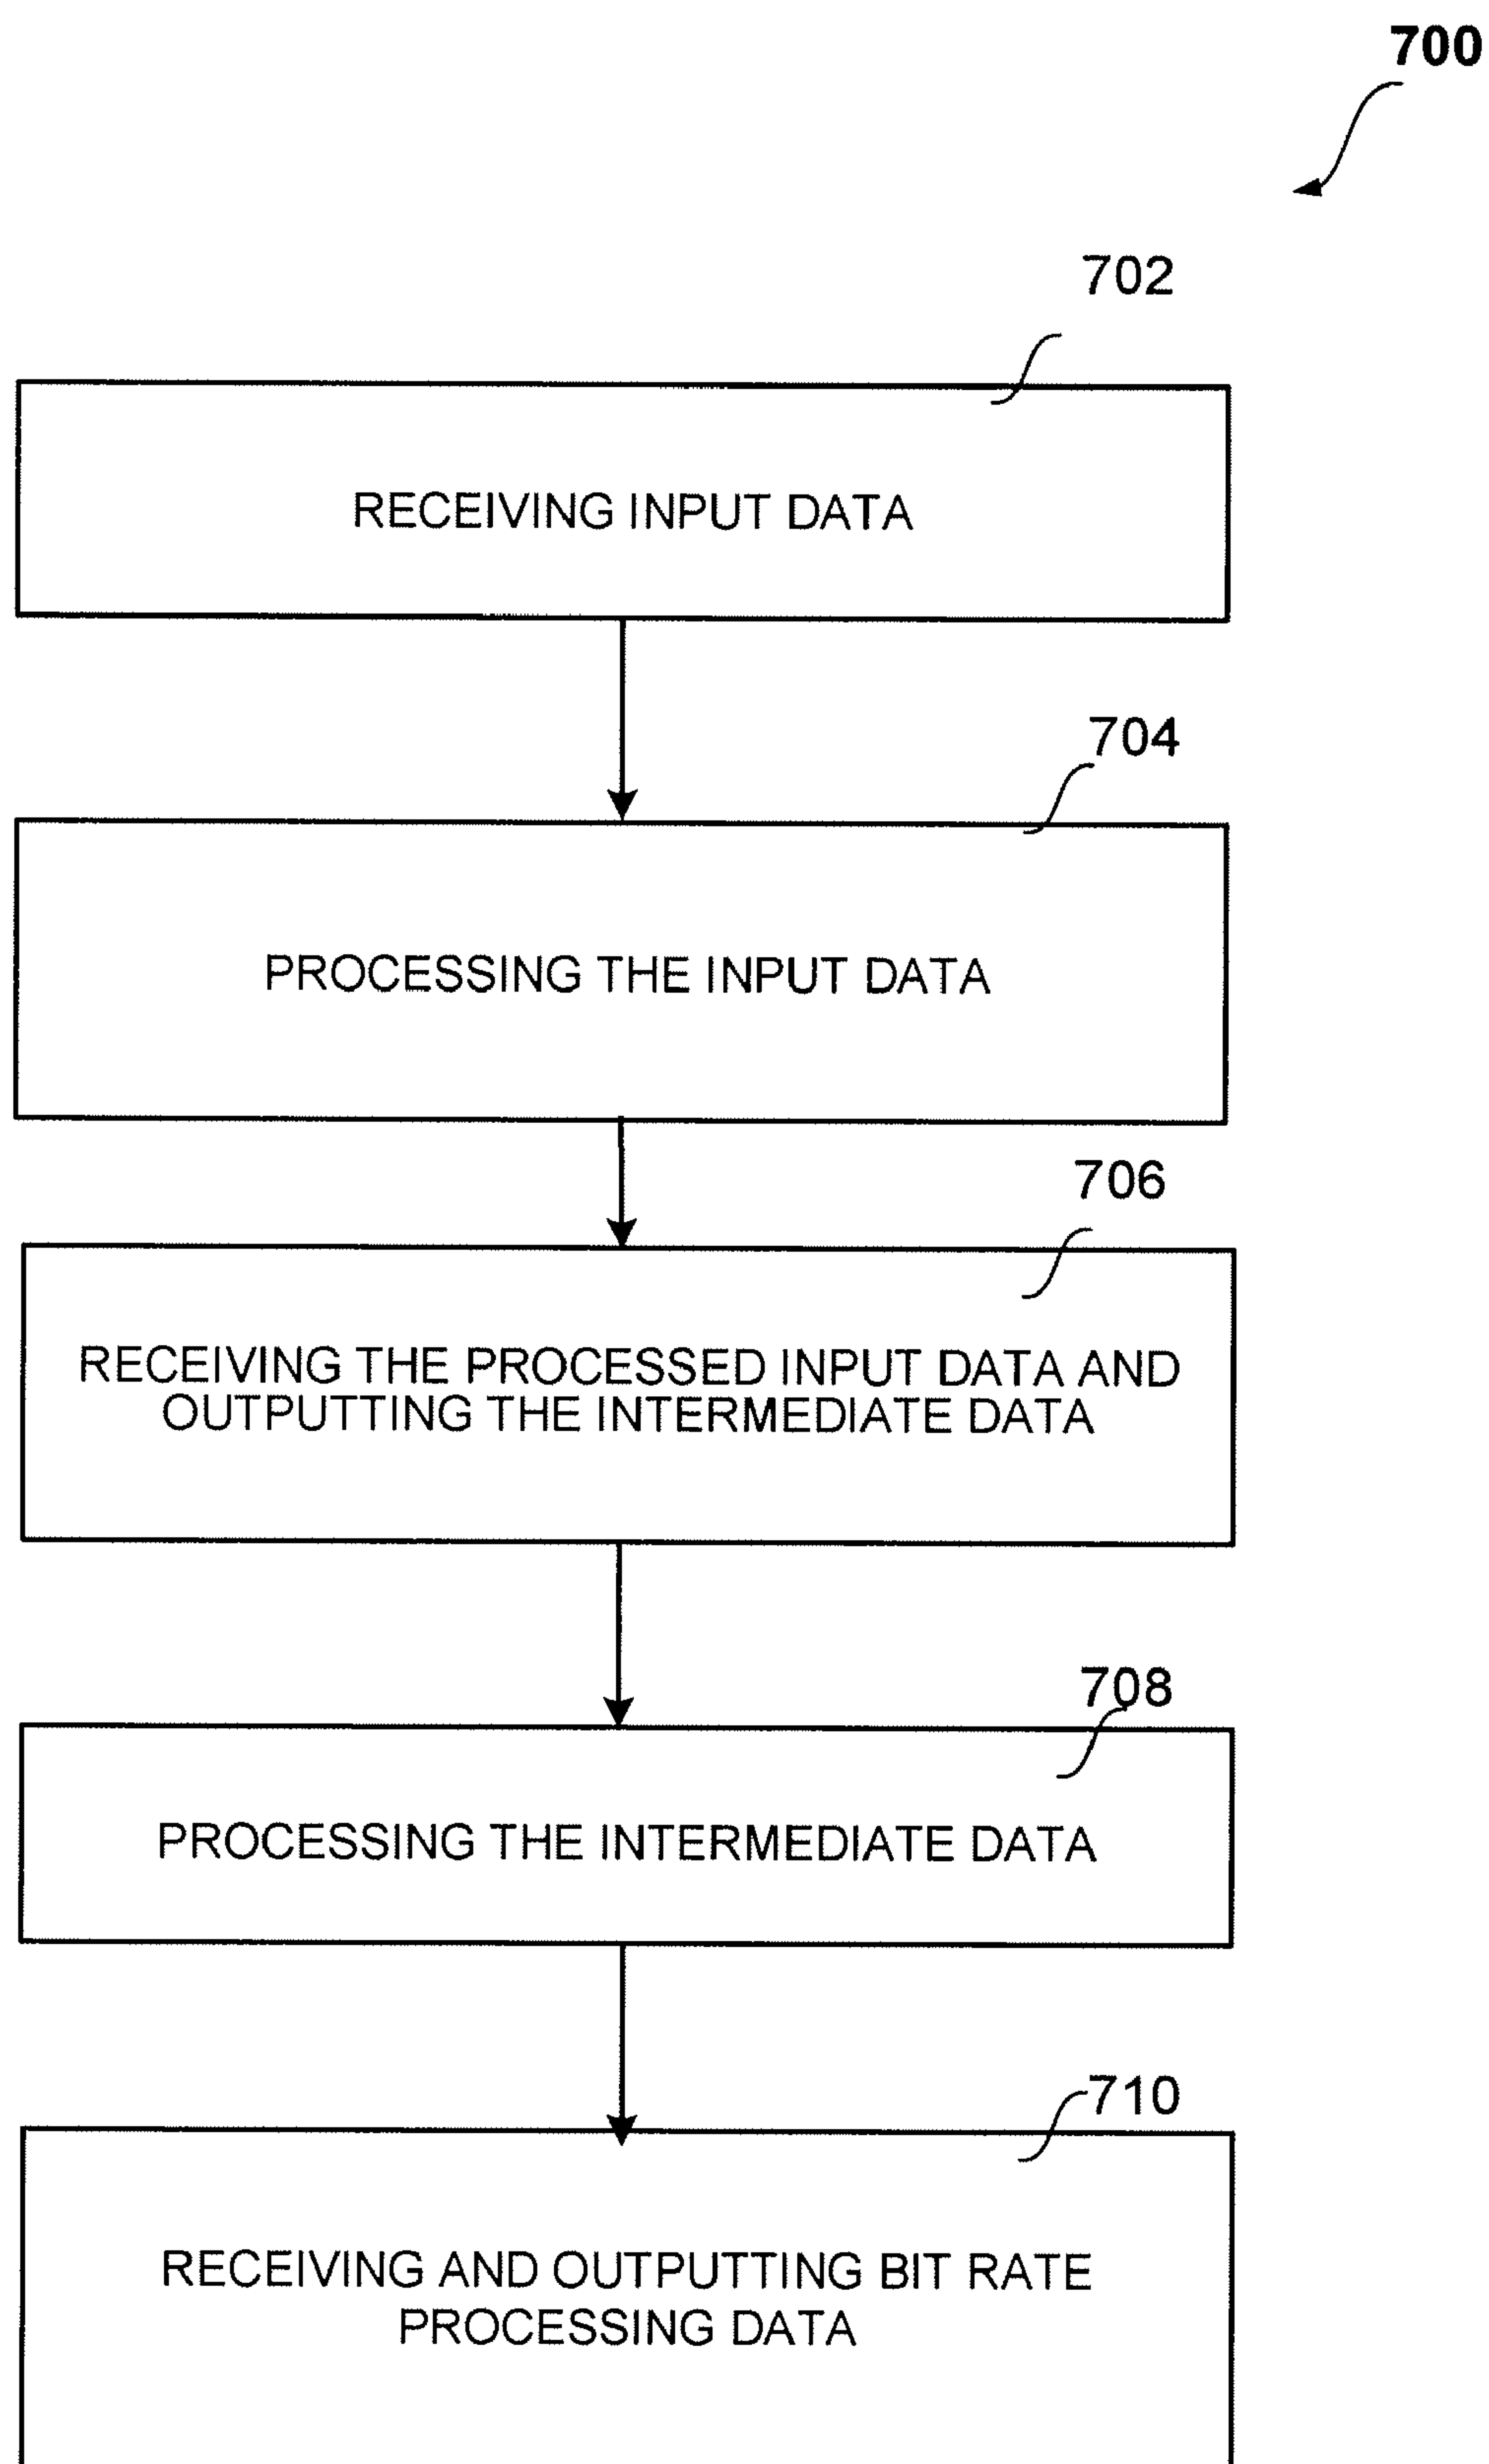 700
702
RECEIVING INPUT DATA
704
PROCESSING THE INPUT DATA
706
RECEIVING THE PROCESSED INPUT DATA AND
OUTPUTTING THE INTERMEDIATE DATA
708
PROCESSING THE INTERMEDIATE DATA
710
RECEIVING AND OUTPUTTING BIT RATE
PROCESSING DATA